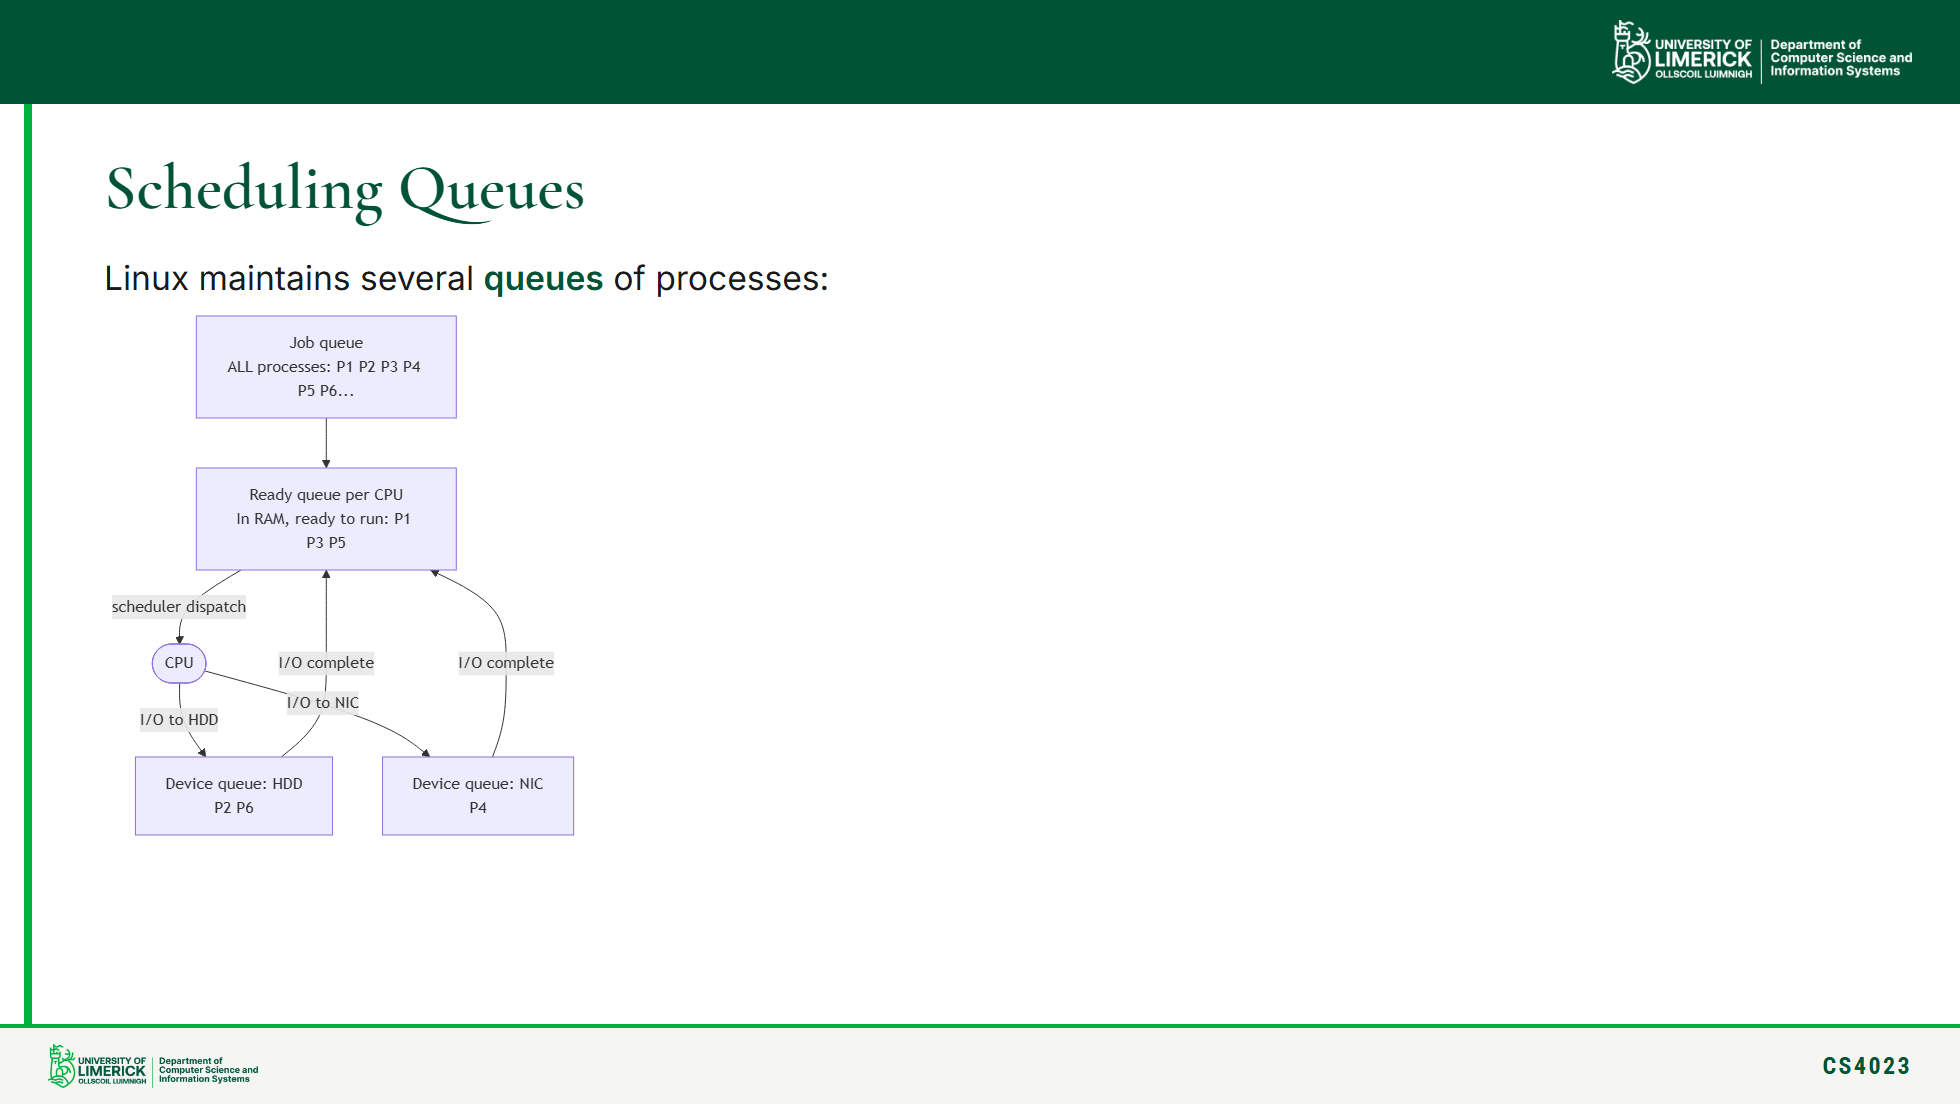 UNIVERSITY OF
LIMERICK
OLLSCOIL LUIMNIGH
Department of
Computer Science and
Information Systems
Scheduling Queues
Linux maintains several queues of processes:
Job queue
ALL processes: P1 P2 P3 P4
P5 P6...
Ready queue per CPU
In RAM, ready to run: P1
P3 P5
scheduler dispatch
CPU
I/O complete
I/O complete
I/O to NIC
I/O to HDD
Device queue: HDD
P2 P6
Device queue: NIC
P4
UNIVERSITY OF
LIMERICK
OLLSCOIL LUIMNIGH
Department of
Computer Science and
Information Systems
CS4023